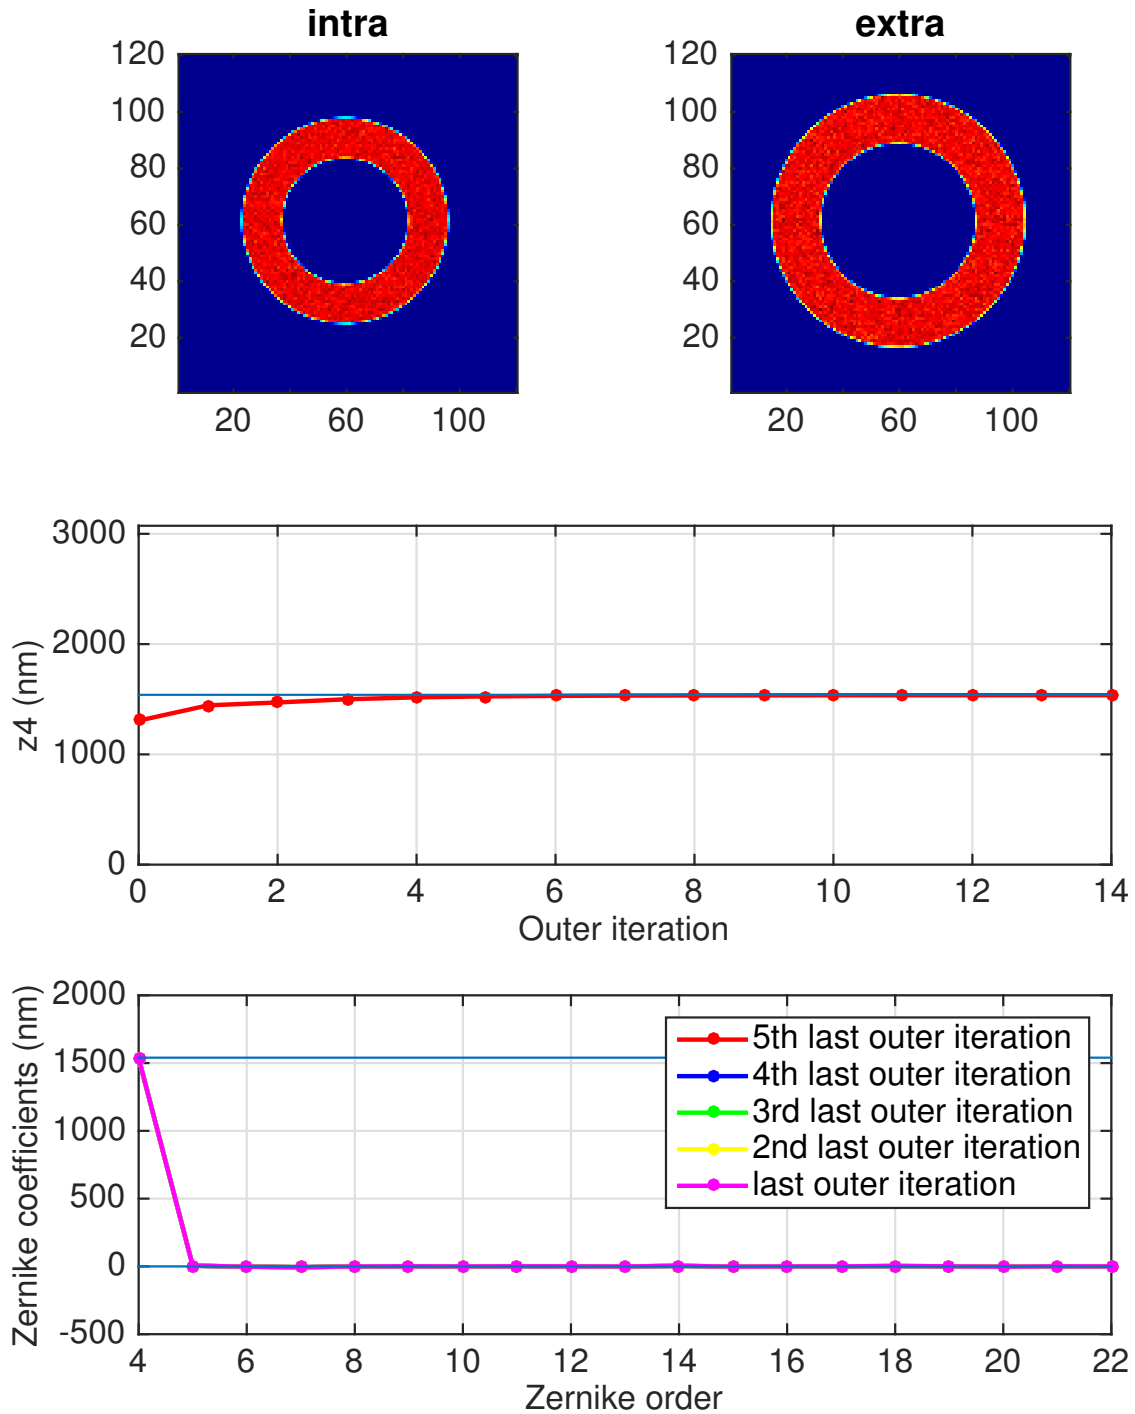 intra
extra
120
100
80
60
40
20
20
60
100
120
100
80
60
40
20
20
60
100
z4 (nm)
3000
2000
1000
0
0 2 4 6 8 10 12 14
Outer iteration
Zernike coefficients (nm)
2000
1500
1000
500
0
-500
5th last outer iteration
4th last outer iteration
3rd last outer iteration
2nd last outer iteration
last outer iteration
4 6 8 10 12 14 16 18 20 22
Zernike order